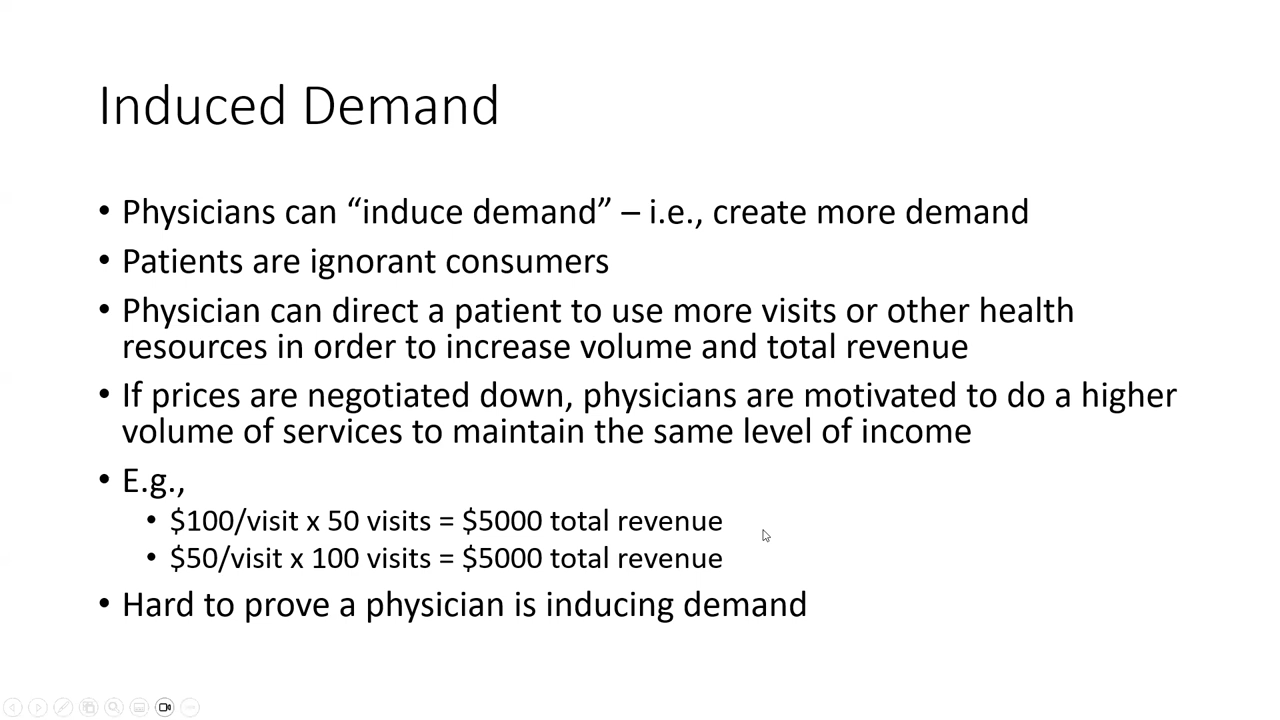 Induced Demand
• Physicians can “induce demand” – i.e., create more demand
• Patients are ignorant consumers
• Physician can direct a patient to use more visits or other health
resources in order to increase volume and total revenue
• If prices are negotiated down, physicians are motivated to do a higher
volume of services to maintain the same level of income
• E.g.,
• $100/visit x 50 visits = $5000 total revenue
• $50/visit x 100 visits = $5000 total revenue
• Hard to prove a physician is inducing demand